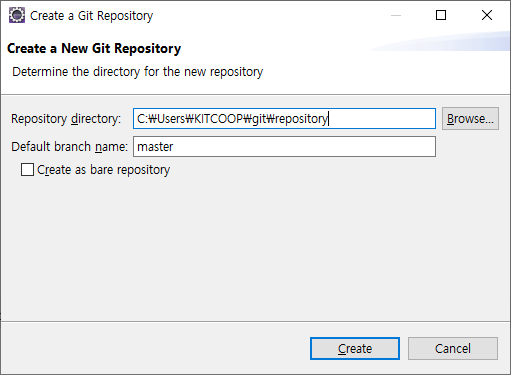 Create a Git Repository
Create a New Git Repository
Determine the directory for the new repository
Repository directory: C:₩Users₩KITCOOP₩git₩repository Browse...
Default branch name: master
Create as bare repository
Create Cancel